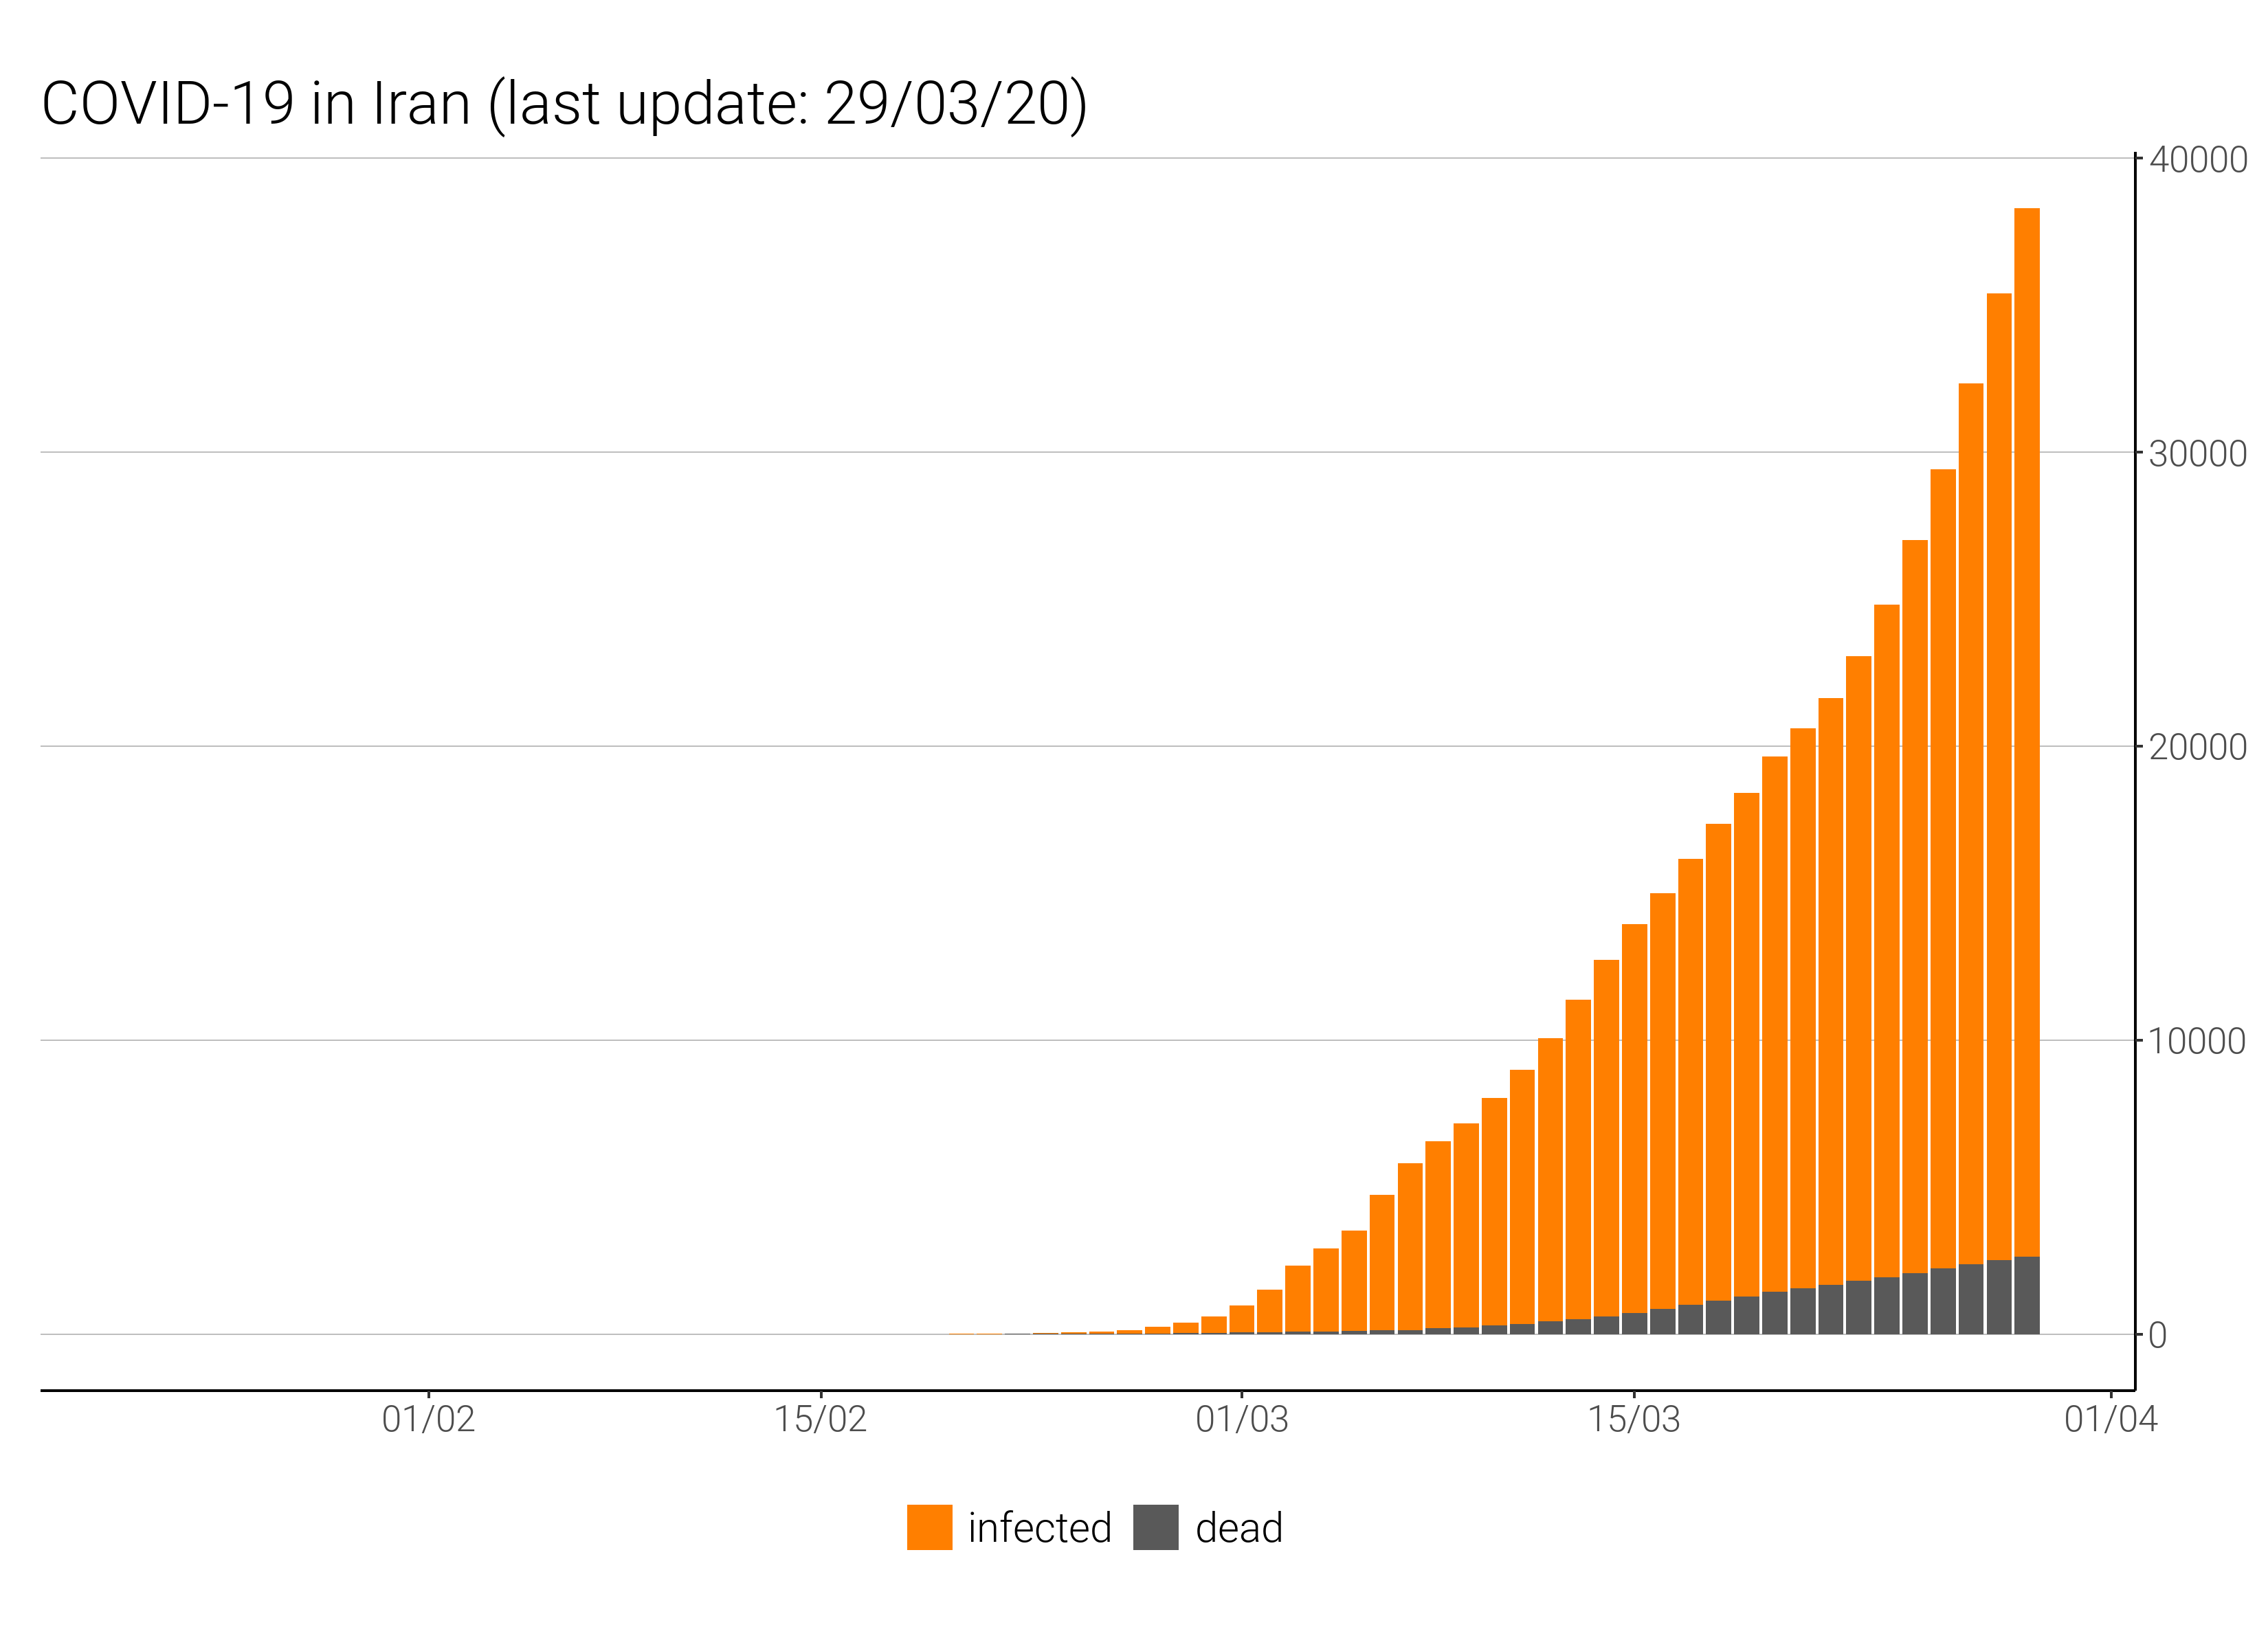 COVID-19 in Iran (last update: 29/03/20)
40000
30000
20000
10000
0
01/02 15/02 01/03 15/03 01/04
infected dead